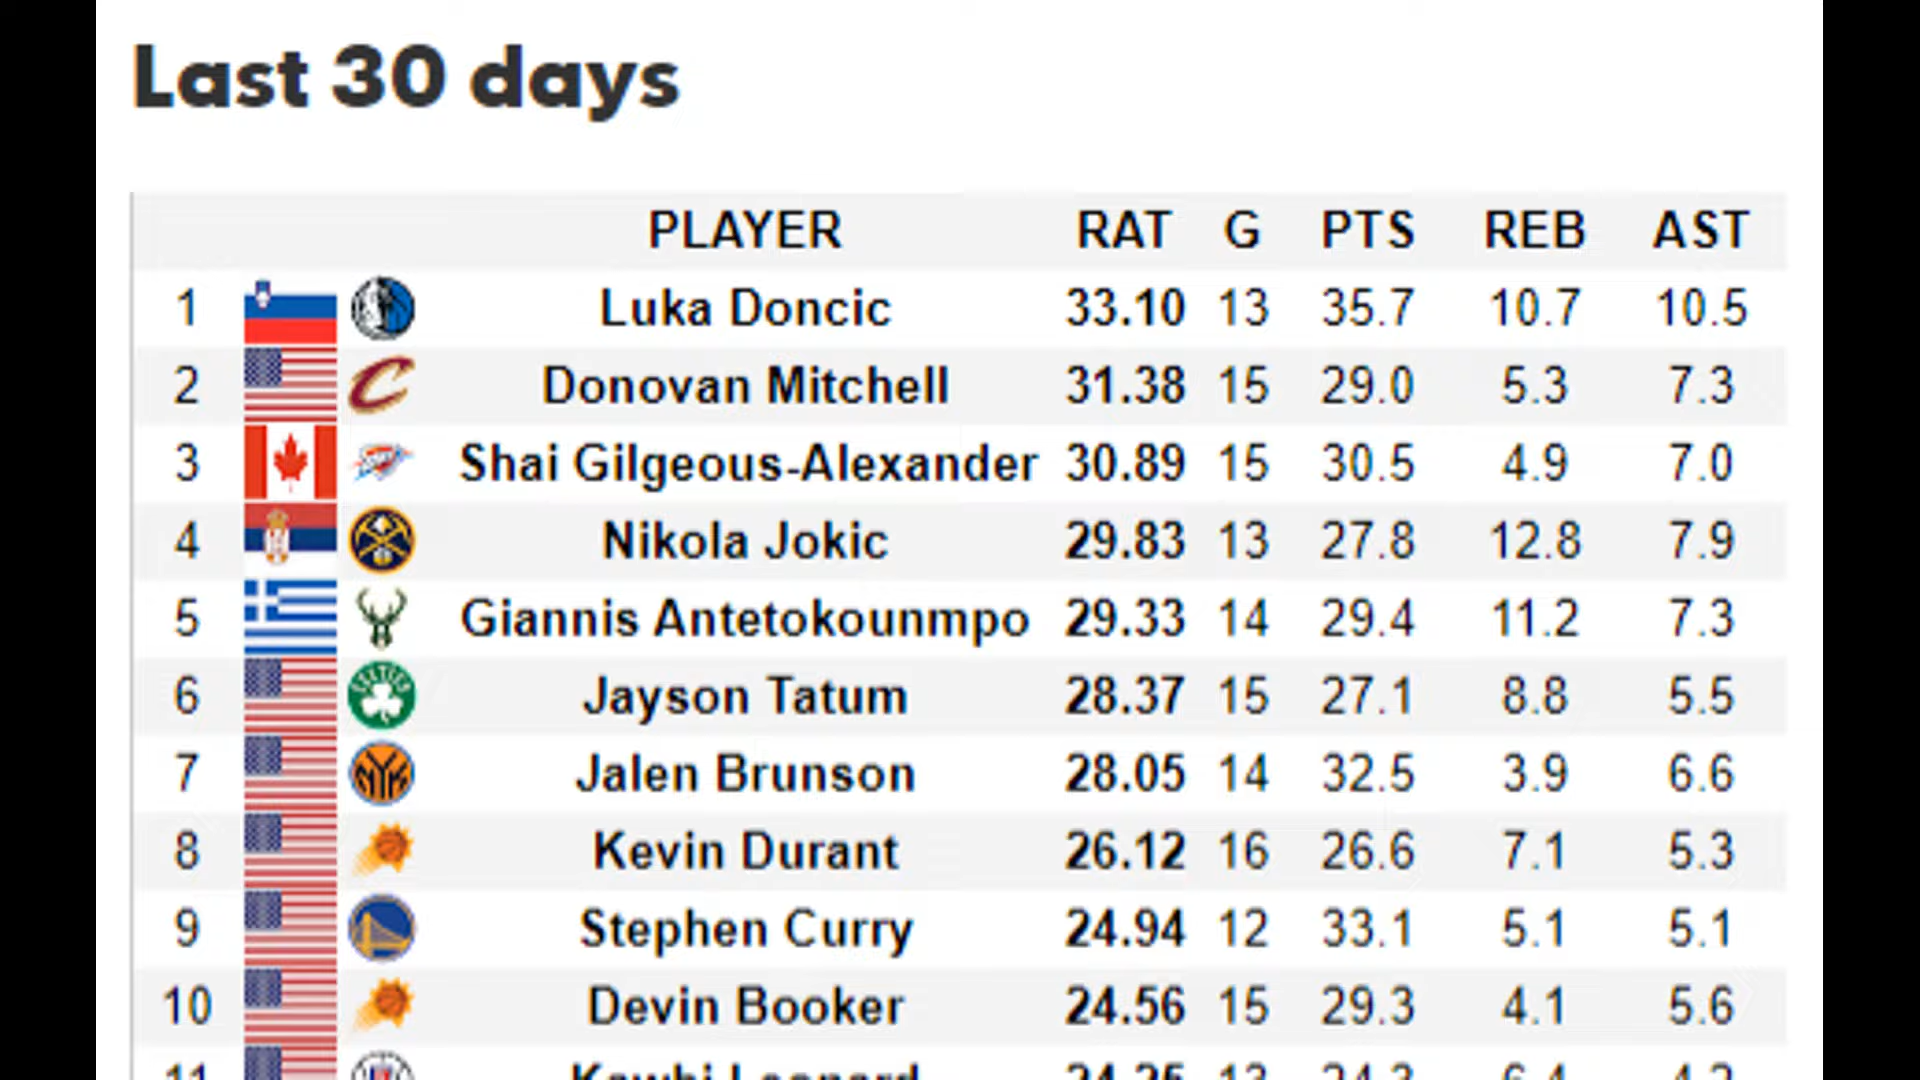 Last 30 days
PLAYER RAT G PTS REB AST
1 Luka Doncic 33.10 13 35.7 10.7 10.5
2 Donovan Mitchell 31.38 15 29.0 5.3 7.3
3 Shai Gilgeous-Alexander 30.89 15 30.5 4.9 7.0
4 Nikola Jokic 29.83 13 27.8 12.8 7.9
5 Giannis Antetokounmpo 29.33 14 29.4 11.2 7.3
6 Jayson Tatum 28.37 15 27.1 8.8 5.5
7 Jalen Brunson 28.05 14 32.5 3.9 6.6
8 Kevin Durant 26.12 16 26.6 7.1 5.3
9 Stephen Curry 24.94 12 33.1 5.1 5.1
10 Devin Booker 24.56 15 29.3 4.1 5.6
11 Kawhi Leonard